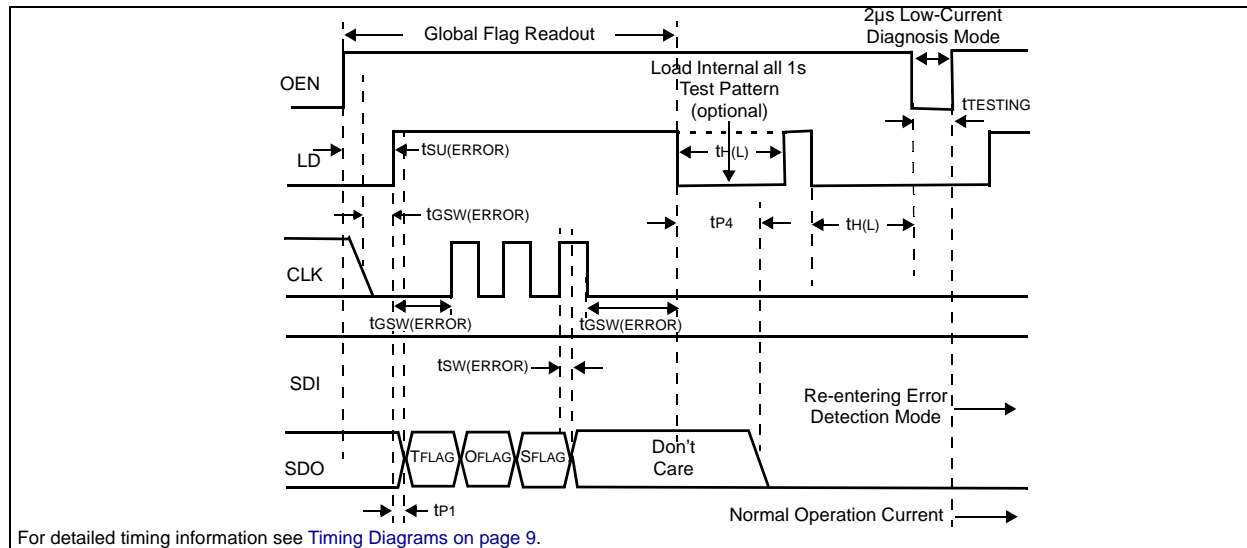 2µs Low-Current
Diagnosis Mode
Global Flag Readout
OEN
Load Internal all 1s
Test Pattern
(optional)
tTESTING
LD
tSU(ERROR)
tH(L)
tGSW(ERROR)
tP4
tH(L)
CLK
tGSW(ERROR)
tGSW(ERROR)
tSW(ERROR)
SDI
Re-entering Error
Detection Mode
SDO
TFLAG
OFLAG
SFLAG
Don't
Care
tP1
Normal Operation Current
For detailed timing information see Timing Diagrams on page 9.